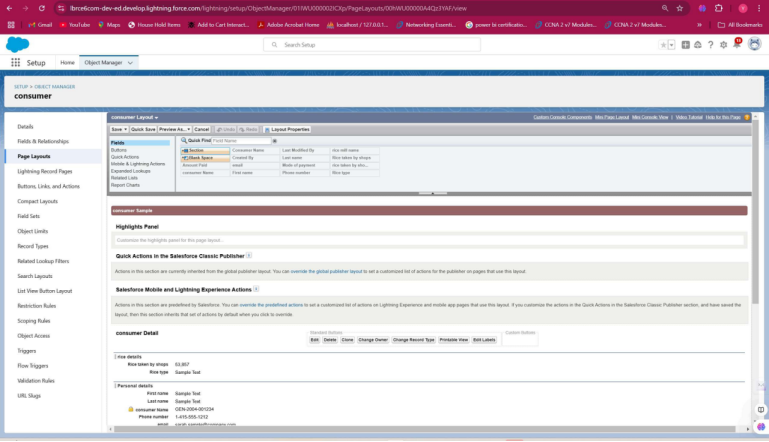 lbrce6com-dev-ed.develop.lightning.force.com/lightning/setup/ObjectManager/01IWU000002ICXp/PageLayouts/00hWU00000A4Qz3YAF/view
M Gmail YouTube Maps House Hold Items Add to Cart Interact... Adobe Acrobat Home localhost / 127.0.0.1... Networking Essenti... power bi certificatio... CCNA 2 v7 Modules... CCNA 2 v7 Modules... » All Bookmarks
Search Setup
Setup Home Object Manager
SETUP > OBJECT MANAGER
consumer
Details
Fields & Relationships
Page Layouts
Lightning Record Pages
Buttons, Links, and Actions
Compact Layouts
Field Sets
Object Limits
Record Types
Related Lookup Filters
Search Layouts
List View Button Layout
Restriction Rules
Scoping Rules
Object Access
Triggers
Flow Triggers
Validation Rules
URL Slugs
consumer Layout
Custom Console Components Mini Page Layout Mini Console View | Video Tutorial Help for this Page
Save Quick Save Preview As... Cancel Undo Redo Layout Properties
Fields
Buttons
Quick Actions
Mobile & Lightning Actions
Expanded Lookups
Related Lists
Report Charts
Quick Find Field Name
Section Consumer Name Last Modified By rice mill name
Blank Space Created By Last name Rice taken by shops
Amount Paid email Mode of payment rice taken by sho...
consumer Name First name Phone number Rice type
consumer Sample
Highlights Panel
Customize the highlights panel for this page layout...
Quick Actions in the Salesforce Classic Publisher
Actions in this section are currently inherited from the global publisher layout. You can override the global publisher layout to set a customized list of actions for the publisher on pages that use this layout.
Salesforce Mobile and Lightning Experience Actions
Actions in this section are predefined by Salesforce. You can override the predefined actions to set a customized list of actions on Lightning Experience and mobile app pages that use this layout. If you customize the actions in the Quick Actions in the Salesforce Classic Publisher section, and have saved the
layout, then this section inherits that set of actions by default when you click to override.
consumer Detail
Standard Buttons
Edit Delete Clone Change Owner Change Record Type Printable View Edit Labels
Custom Buttons
rice details
Rice taken by shops 53,857
Rice type Sample Text
Personal details
First name Sample Text
Last name Sample Text
consumer Name GEN-2004-001234
Phone number 1-415-555-1212
email sarah.sample@company.com